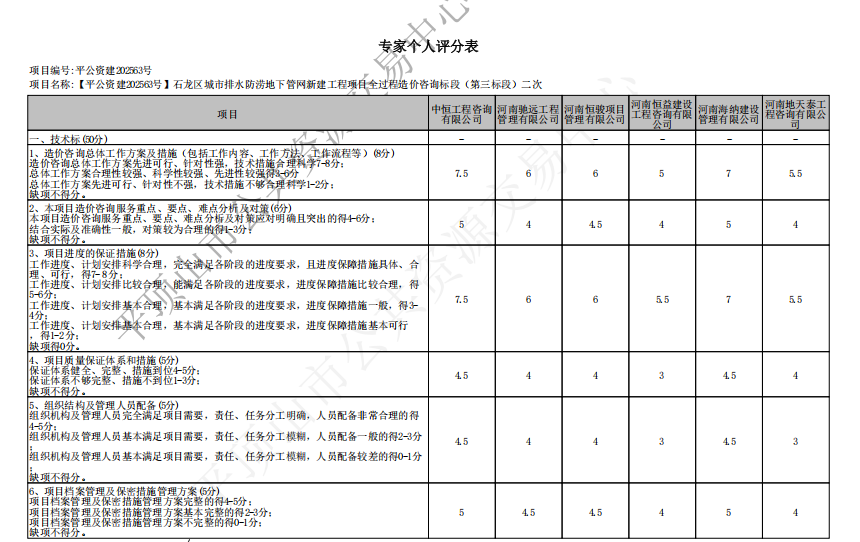 专家个人评分表
项目编号:平公资建202563号
项目名称:【平公资建202563号】石龙区城市排水防涝地下管网新建工程项目全过程造价咨询标段（第三标段）二次
项目 中恒工程咨询有限公司 河南驰远工程管理有限公司 河南恒骏项目管理有限公司 河南恒益建设工程咨询有限公司 河南海纳建设管理有限公司 河南地天泰工程咨询有限公司
一、技术标(50分) - - - - - -
1、造价咨询总体工作方案及措施（包括工作内容、工作方法、工作流程等）(8分)
造价咨询总体工作方案先进可行、针对性强，技术措施合理科学7-8分;
总体工作方案合理性较强、科学性较强、先进性较强得3-6分
总体工作方案先进可行、针对性不强，技术措施不够合理科学1-2分;
缺项不得分。
7.5 6 6 5 7 5.5
2、本项目造价咨询服务重点、要点、难点分析及对策(6分)
本项目造价咨询服务重点、要点、难点分析及对策应对明确且突出的得4-6分;
结合实际及准确性一般，对策较为合理的得1-3分;
缺项不得分。
5 4 4.5 4 5 4
3、项目进度的保证措施(8分)
工作进度、计划安排科学合理，完全满足各阶段的进度要求，且进度保障措施具体、合
理、可行，得7-8分;
工作进度、计划安排比较合理，能满足各阶段的进度要求，进度保障措施比较合理，得
5-6分;
工作进度、计划安排基本合理，基本满足各阶段的进度要求，进度保障措施一般，得3-
4分;
工作进度、计划安排基本合理，基本满足各阶段的进度要求，进度保障措施基本可行
，得1-2分;
缺项得0分。
7.5 6 6 5.5 7 5.5
4、项目质量保证体系和措施(5分)
保证体系健全、完整、措施到位4-5分;
保证体系不够完整、措施不到位1-3分;
缺项不得分。
4.5 4 4 3 4.5 4
5、组织结构及管理人员配备(5分)
组织机构及管理人员完全满足项目需要，责任、任务分工明确，人员配备非常合理的得
4-5分;
组织机构及管理人员基本满足项目需要，责任、任务分工模糊，人员配备一般的得2-3分
;
组织机构及管理人员基本满足项目需要，责任、任务分工模糊，人员配备较差的得0-1分
;
缺项不得分。
4.5 4 4 3 4.5 3
6、项目档案管理及保密措施管理方案(5分)
项目档案管理及保密措施管理方案完整的得4-5分;
项目档案管理及保密措施管理方案基本完整的得2-3分;
项目档案管理及保密措施管理方案不完整的得0-1分;
缺项不得分。
5 4.5 4.5 4 5 4
平顶山市公共资源交易中心
平顶山市公共资源交易中心